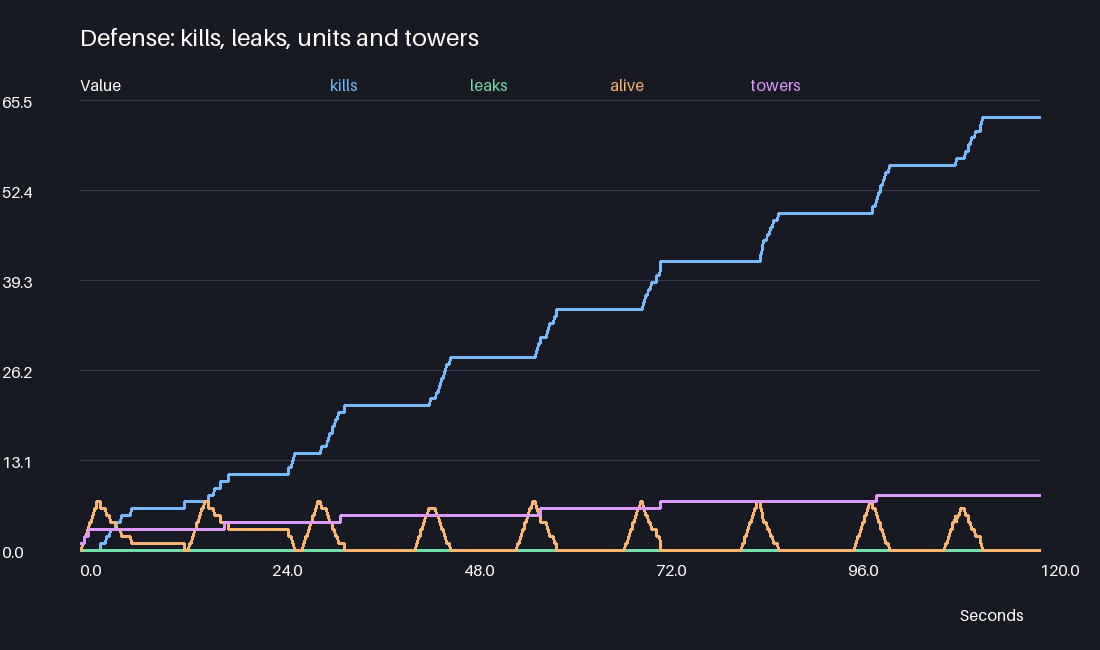 Defense: kills, leaks, units and towers
Value kills leaks alive towers
65.5
52.4
39.3
26.2
13.1
0.0
0.0 24.0 48.0 72.0 96.0 120.0
Seconds